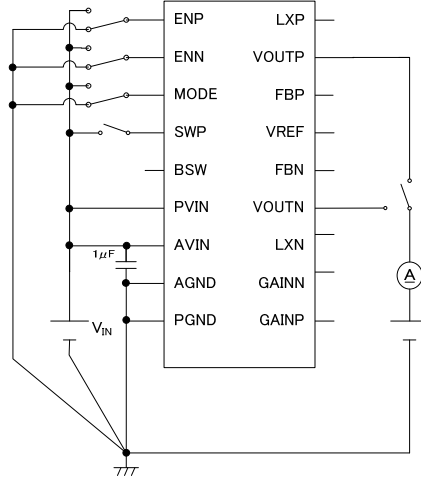 ENP LXP
ENN VOUTP
MODE FBP
SWP VREF
BSW FBN
PVIN VOUTN
AVIN LXN
1μF
AGND GAINN
A
PGND GAINP
VIN